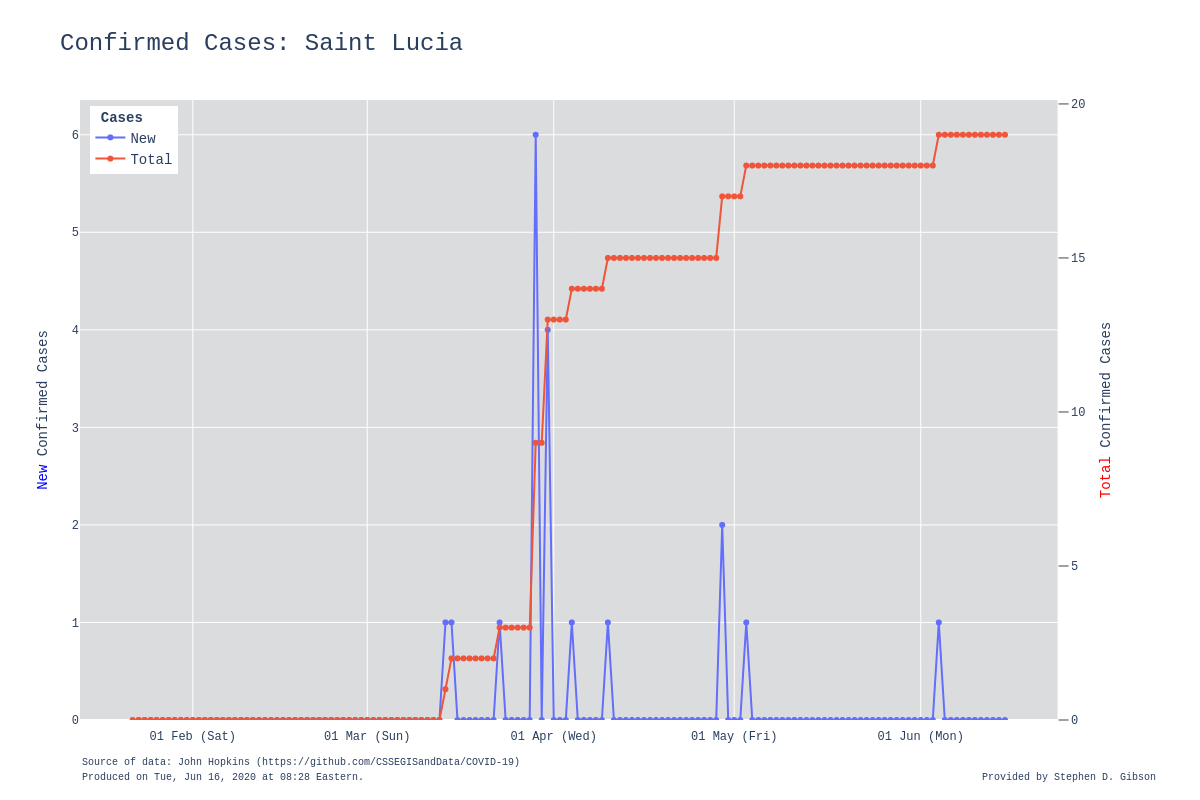 Confirmed Cases: Saint Lucia
Cases
New
Total
6
5
4
3
2
1
0
20
15
10
5
0
New Confirmed Cases
Total Confirmed Cases
01 Feb (Sat)
01 Mar (Sun)
01 Apr (Wed)
01 May (Fri)
01 Jun (Mon)
Source of data: John Hopkins (https://github.com/CSSEGISandData/COVID-19)
Produced on Tue, Jun 16, 2020 at 08:28 Eastern.
Provided by Stephen D. Gibson